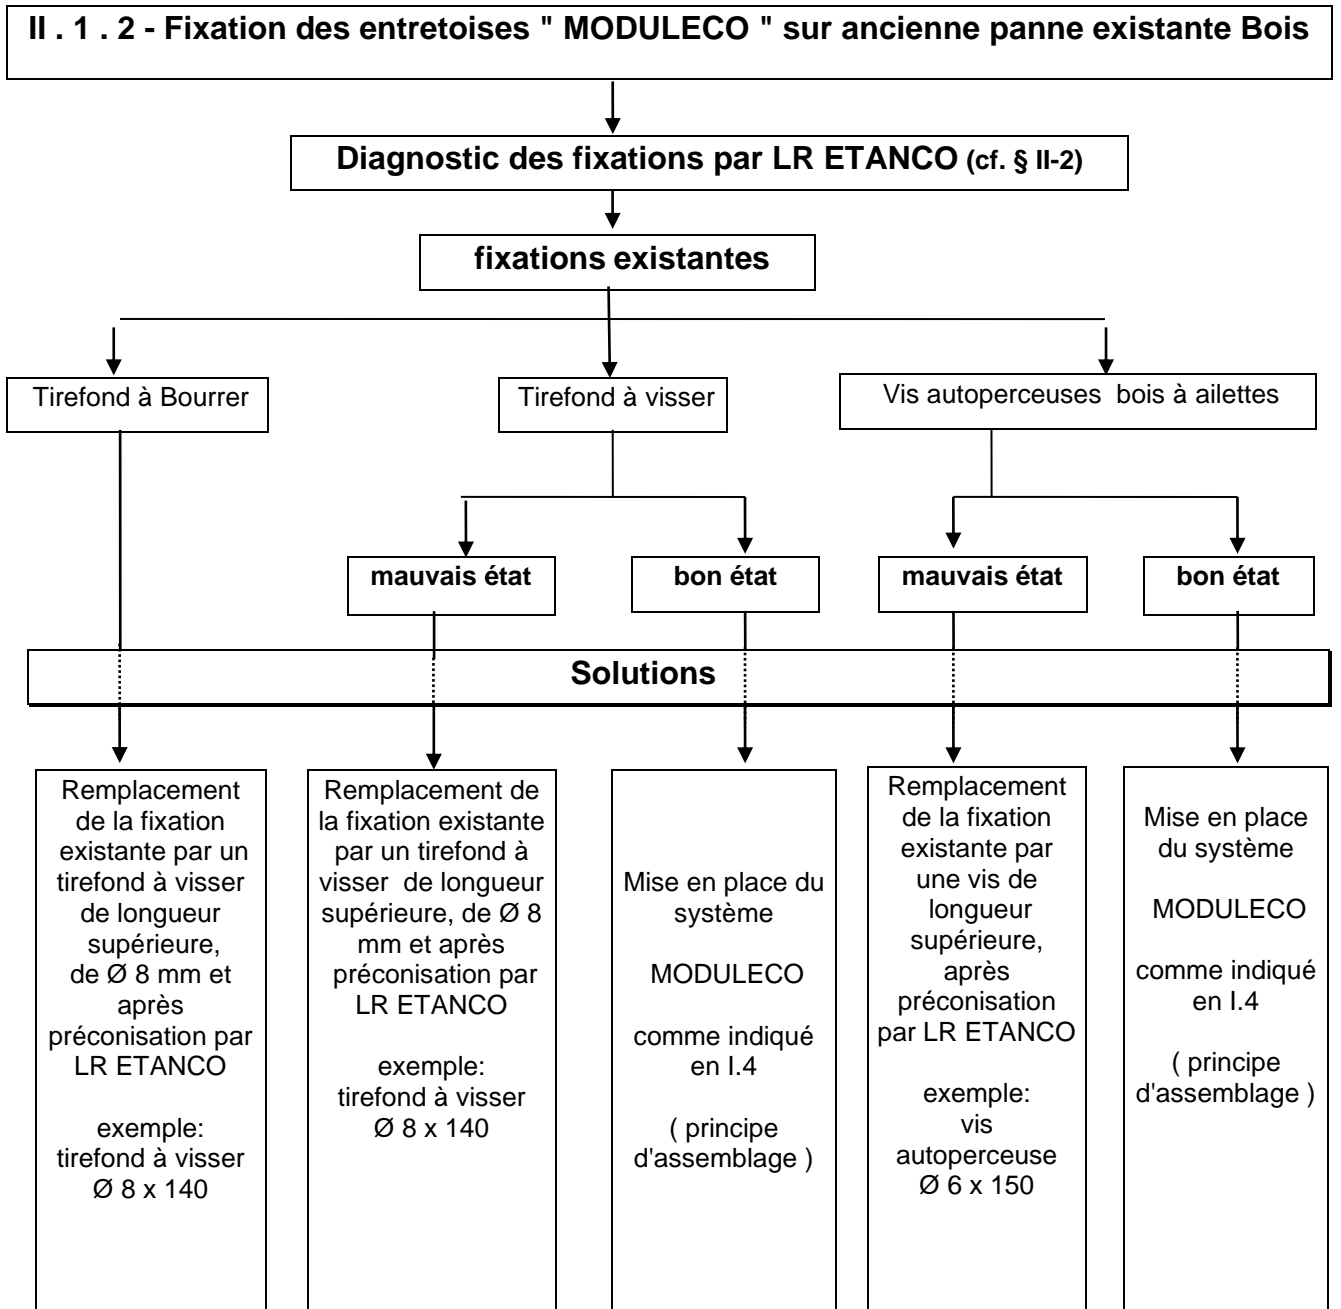 II . 1 . 2 - Fixation des entretoises " MODULECO " sur ancienne panne existante Bois
Diagnostic des fixations par LR ETANCO (cf. § II-2)
fixations existantes
Tirefond à Bourrer
Tirefond à visser
Vis autoperceuses bois à ailettes
mauvais état
bon état
mauvais état
bon état
Solutions
Remplacement
de la fixation
existante par un
tirefond à visser
de longueur
supérieure,
de Ø 8 mm et
après
préconisation par
LR ETANCO
exemple:
tirefond à visser
Ø 8 x 140
Remplacement de
la fixation existante
par un tirefond à
visser de longueur
supérieure, de Ø 8
mm et après
préconisation par
LR ETANCO
exemple:
tirefond à visser
Ø 8 x 140
Mise en place du
système
MODULECO
comme indiqué
en I.4
( principe
d'assemblage )
Remplacement
de la fixation
existante par
une vis de
longueur
supérieure,
après
préconisation
par LR ETANCO
exemple:
vis
autoperceuse
Ø 6 x 150
Mise en place
du système
MODULECO
comme indiqué
en I.4
( principe
d'assemblage )